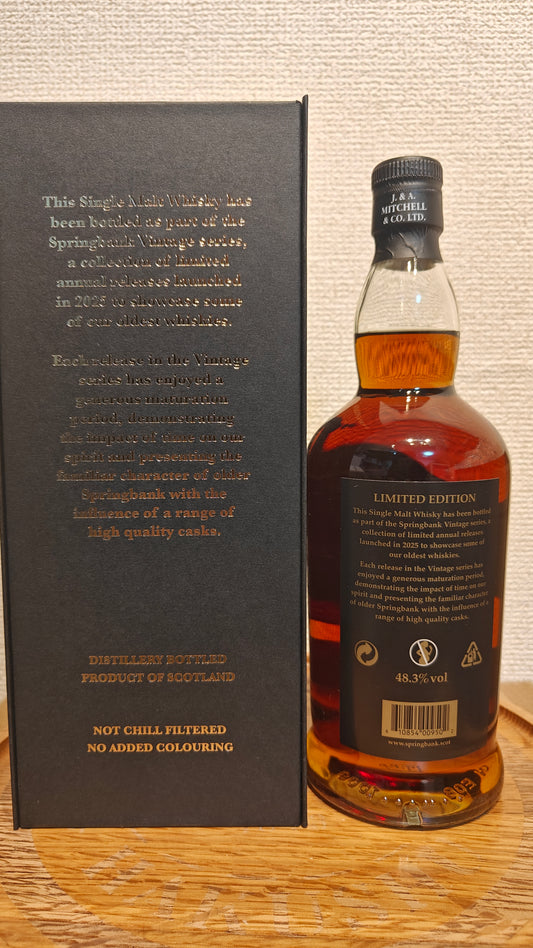 This Single Malt Whisky has
been bottled as part of the
Springbank Vintage series,
a collection of limited
annual releases launched
in 2025 to showcase some
of our oldest whiskies.
Each release in the Vintage
series has enjoyed a
generous maturation
period, demonstrating
the impact of time on our
spirit and presenting the
familiar character of older
Springbank with the
influence of a range of
high quality casks.
DISTILLERY BOTTLED
PRODUCT OF SCOTLAND
NOT CHILL FILTERED
NO ADDED COLOURING
J. & A.
MITCHELL
& CO. LTD.
LIMITED EDITION
This Single Malt Whisky has been bottled
as part of the Springbank Vintage series, a
collection of limited annual releases
launched in 2025 to showcase some of
our oldest whiskies.
Each release in the Vintage series has
enjoyed a generous maturation period,
demonstrating the impact of time on our
spirit and presenting the familiar character
of older Springbank with the influence of a
range of high quality casks.
48.3% vol
610854 00950
www.springbank.scot